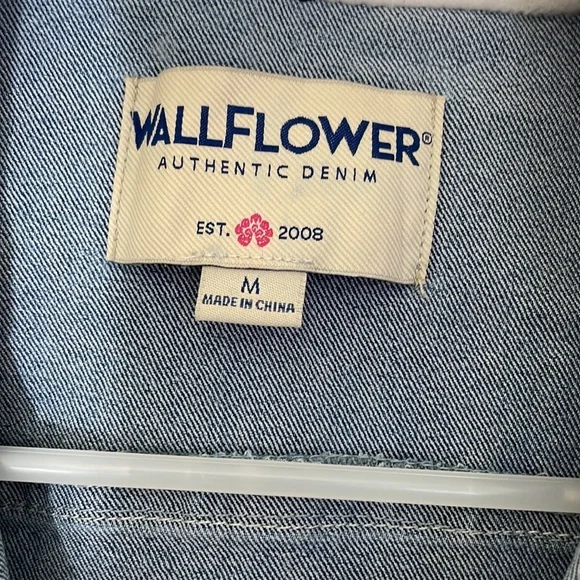 WALLFLOWER®
AUTHENTIC DENIM
EST. 2008
M
MADE IN CHINA